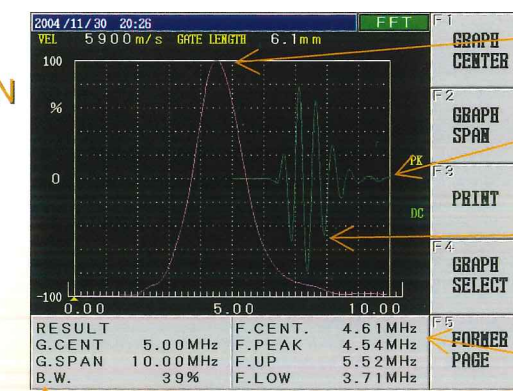 N
2004/11/30 20:26 FFT
VEL 5900m/s GATE LENGTH 6.1mm
100
%
0
-100
PK
DC
0.00 5.00 10.00
RESULT
G.CENT 5.00MHz
G.SPAN 10.00MHz
B.W. 39%
F.CENT. 4.61MHz
F.PEAK 4.54MHz
F.UP 5.52MHz
F.LOW 3.71MHz
F1
GRAPH
CENTER
F2
GRAPH
SPAN
F3
PRINT
F4
GRAPH
SELECT
F5
FORMER
PAGE